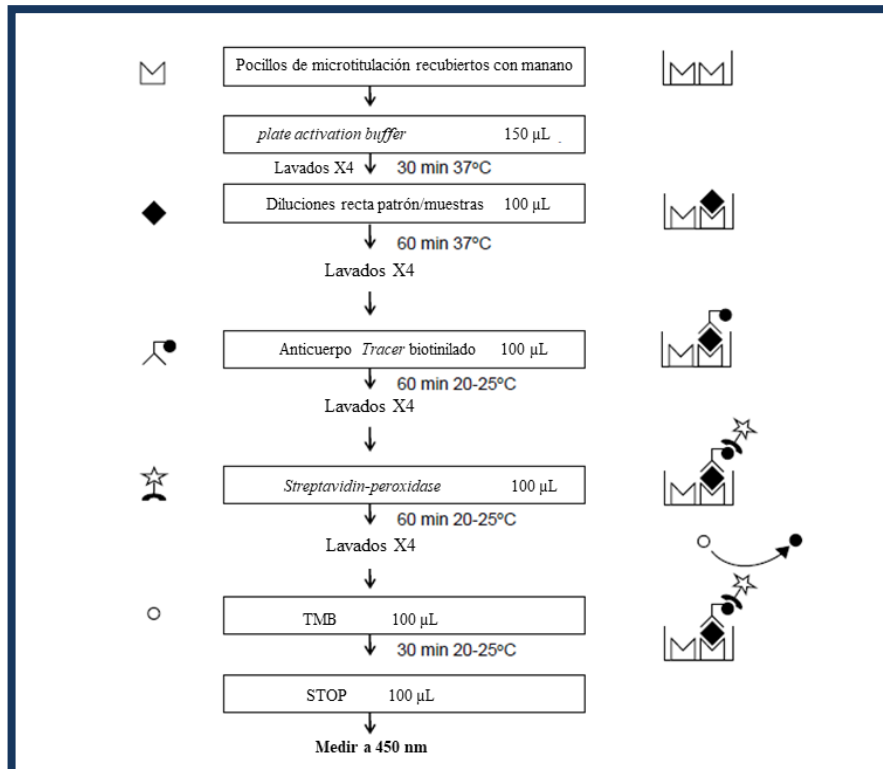 Pocillos de microtitulación recubiertos con manano
plate activation buffer 150 µL
Lavados X4 30 min 37ºC
Diluciones recta patrón/muestras 100 µL
60 min 37ºC
Lavados X4
Anticuerpo Tracer biotinilado 100 µL
60 min 20-25ºC
Lavados X4
Streptavidin-peroxidase 100 µL
60 min 20-25ºC
Lavados X4
TMB 100 µL
30 min 20-25ºC
STOP 100 µL
Medir a 450 nm